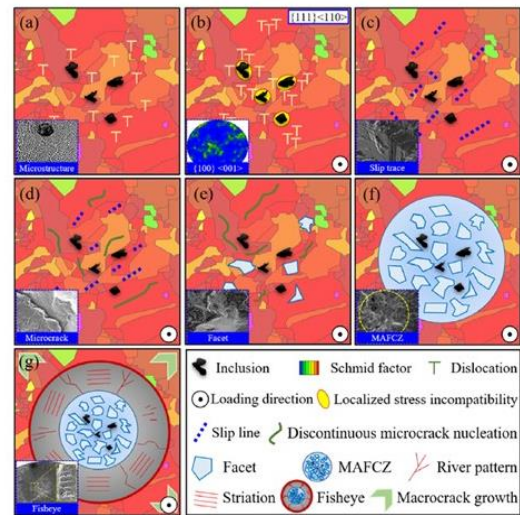 (a)
Microstructure
(b)
{111}<110>
{100} <001>
(c)
Slip trace
(d)
Microcrack
(e)
Facet
(f)
MAFCZ
(g)
Fisheye
Inclusion
Schmid factor
Dislocation
Loading direction
Localized stress incompatibility
Slip line
Discontinuous microcrack nucleation
Facet
MAFCZ
River pattern
Striation
Fisheye
Macrocrack growth